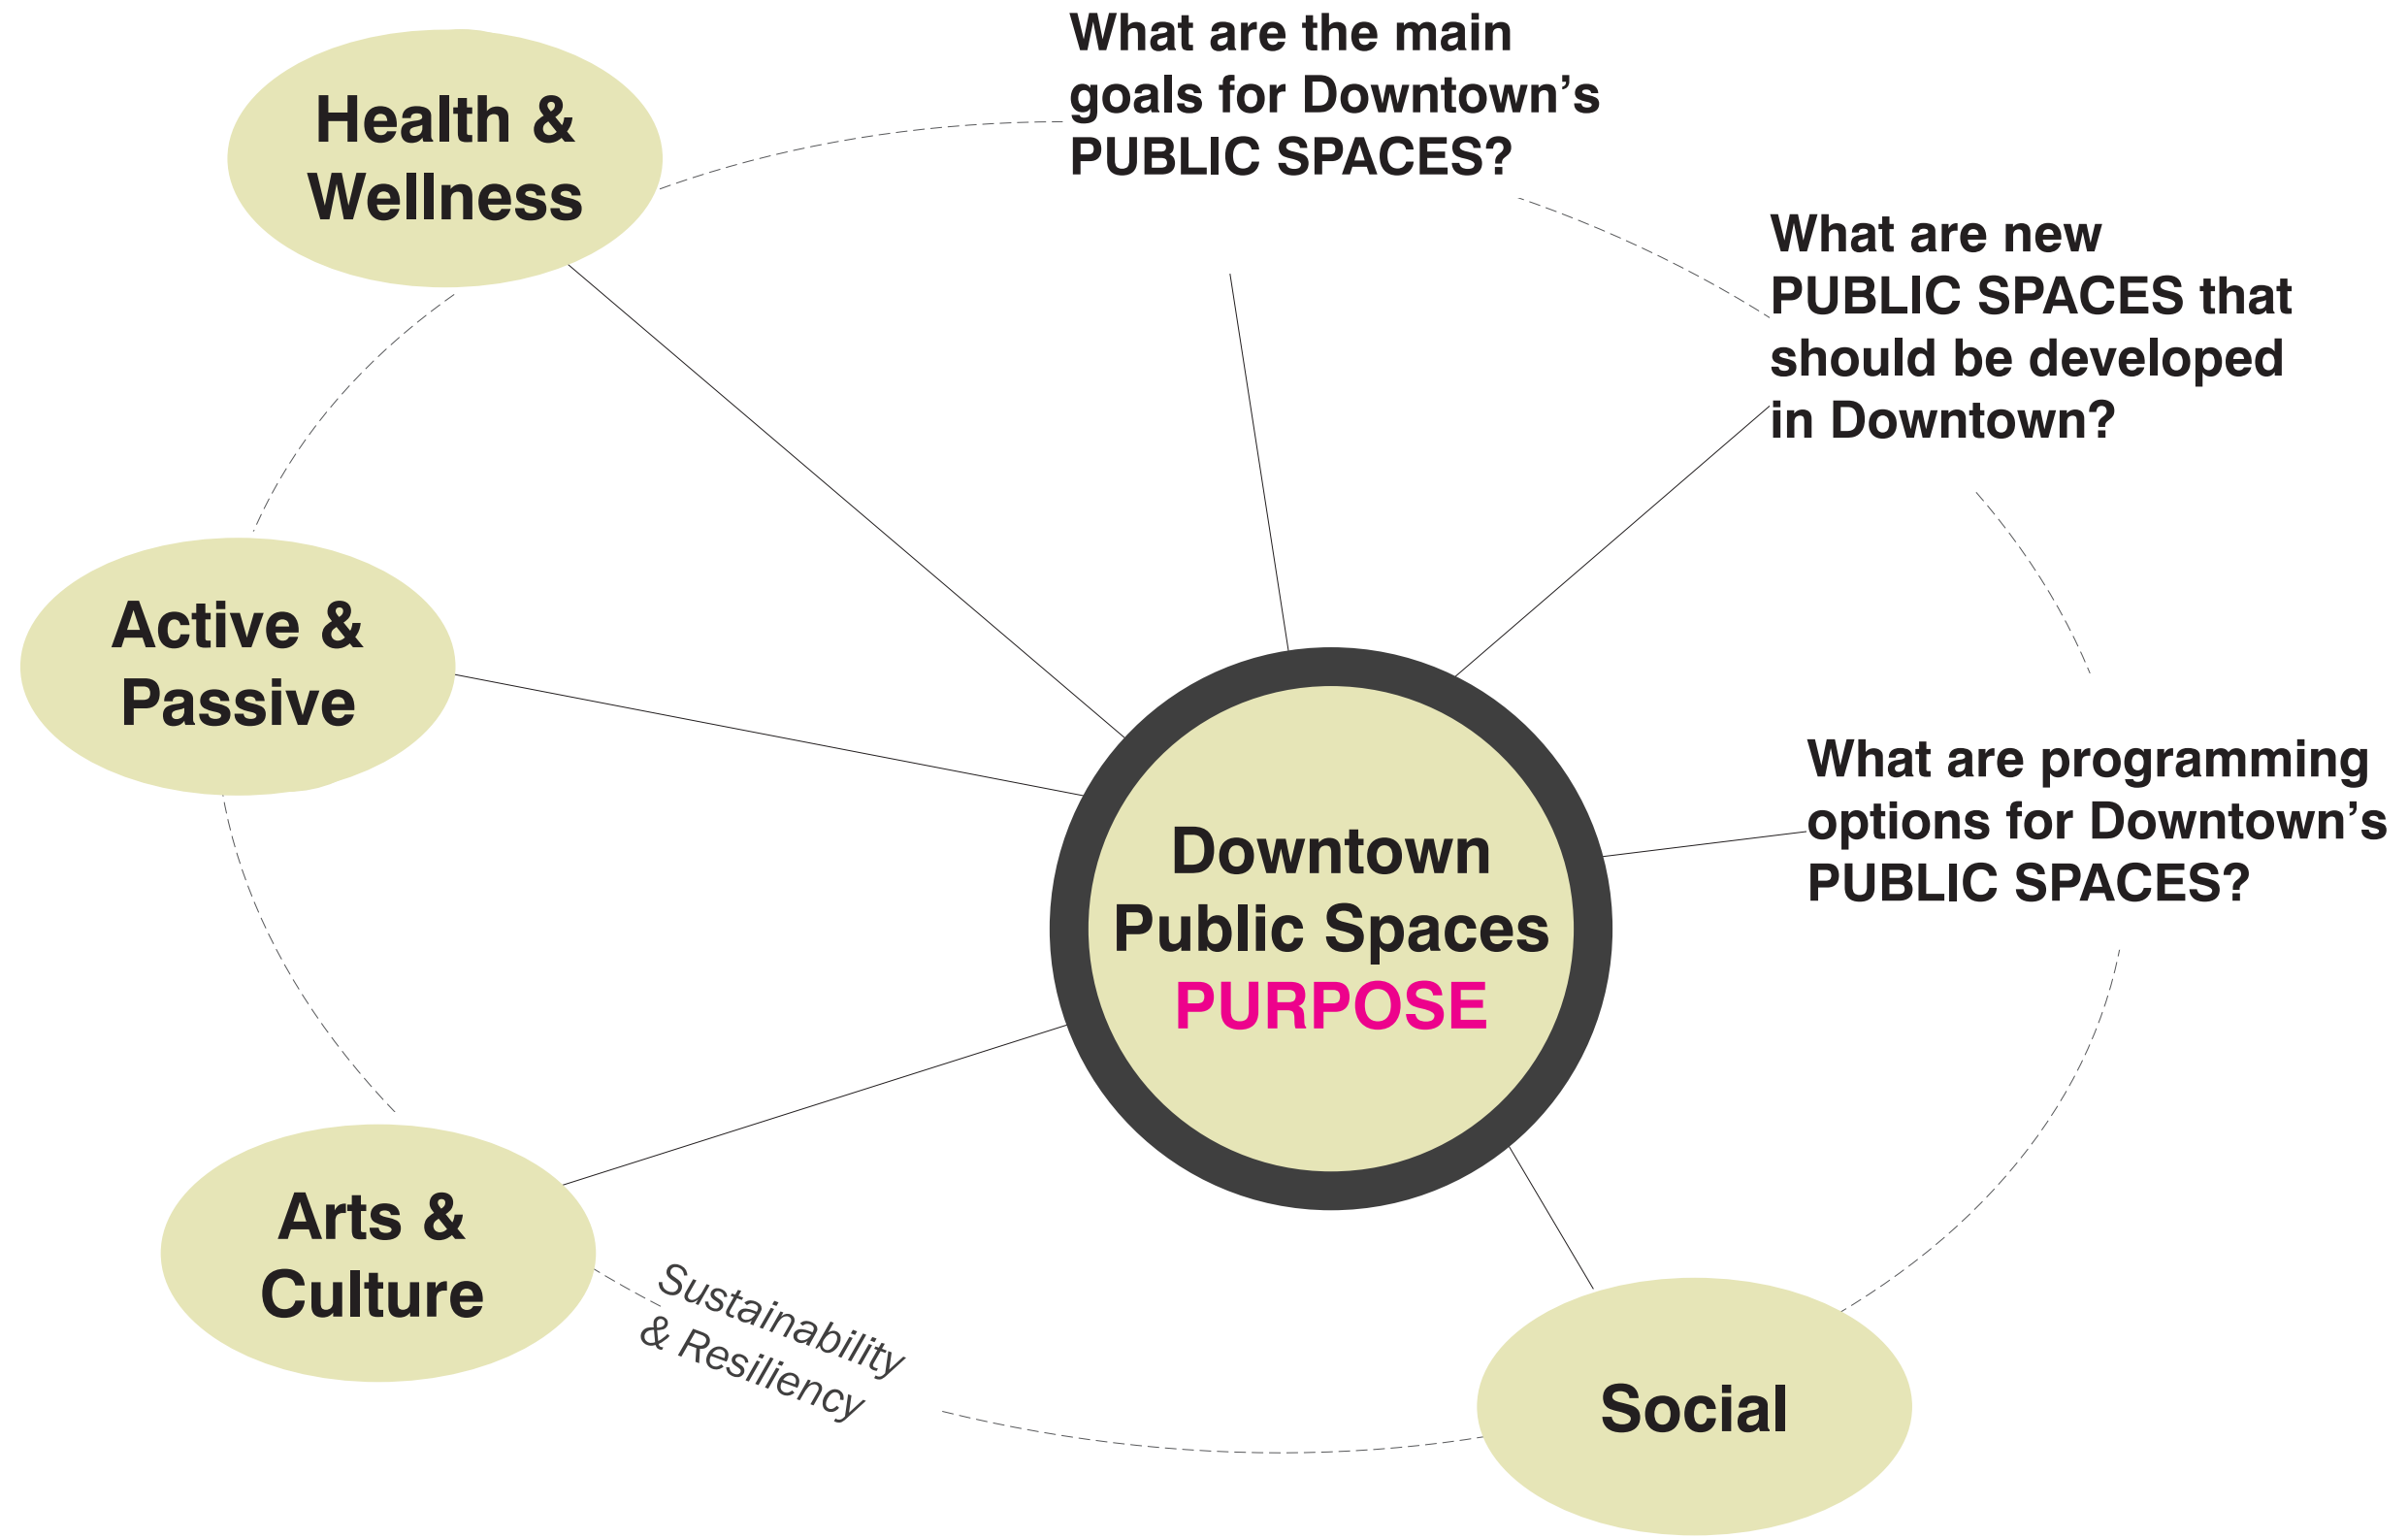 Health &
Wellness
What are the main
goals for Downtown’s
PUBLIC SPACES?
What are new
PUBLIC SPACES that
should be developed
in Downtown?
Active &
Passive
What are programming
options for Downtown’s
PUBLIC SPACES?
Downtown
Public Spaces
PURPOSE
Arts &
Culture
Sustainability
& Resiliency
Social